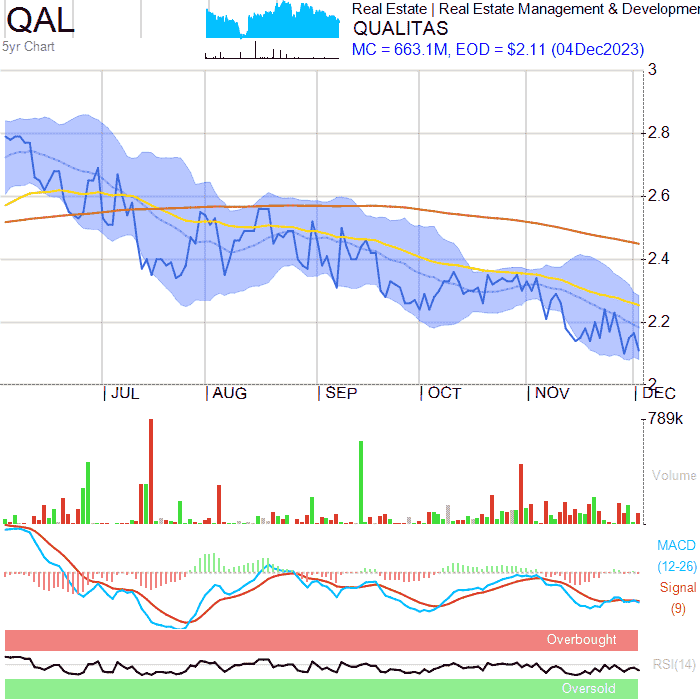 QAL
5yr Chart
Real Estate | Real Estate Management & Developmen
QUALITAS
MC = 663.1M, EOD = $2.11 (04Dec2023)
3
2.8
2.6
2.4
2.2
2
JUL AUG SEP OCT NOV DEC
789k
Volume
MACD
(12-26)
Signal
(9)
Overbought
RSI(14)
Oversold